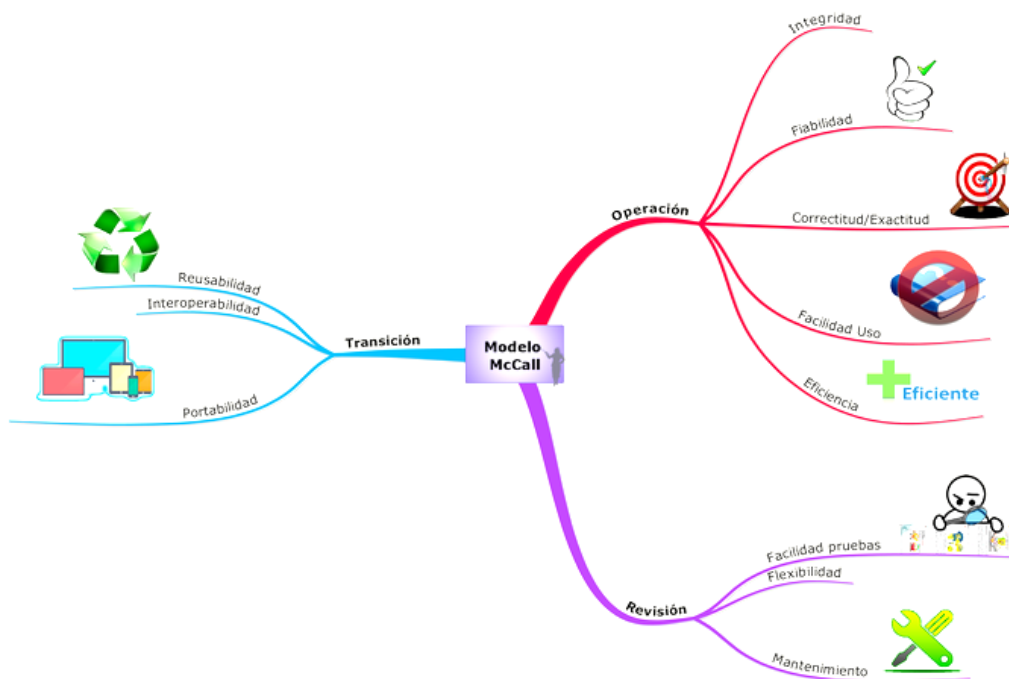 Modelo
McCall
Operación
Integridad
Fiabilidad
Correctitud/Exactitud
Facilidad Uso
Eficiencia
Eficiente
Revisión
Facilidad pruebas
Flexibilidad
Mantenimiento
Transición
Reusabilidad
Interoperabilidad
Portabilidad